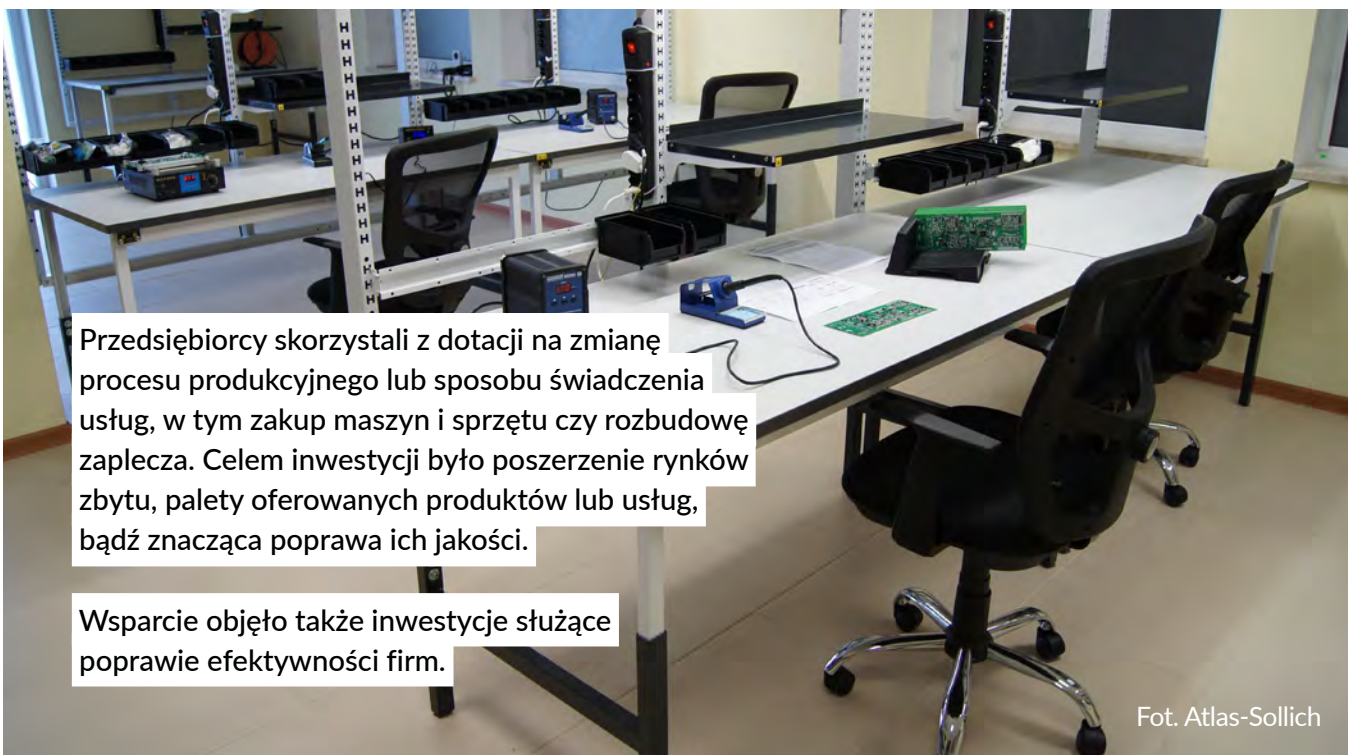 Przedsiębiorcy skorzystali z dotacji na zmianę
procesu produkcyjnego lub sposobu świadczenia
usług, w tym zakup maszyn i sprzętu czy rozbudowę
zaplecza. Celem inwestycji było poszerzenie rynków
zbytu, palety oferowanych produktów lub usług,
bądź znacząca poprawa ich jakości.
Wsparcie objęło także inwestycje służące
poprawie efektywności firm.
Fot. Atlas-Sollich